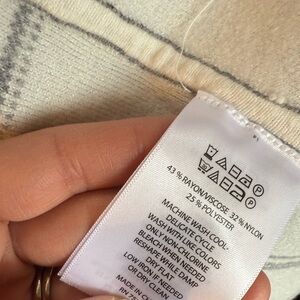 43 % RAYON/VISCOSE 32 % NYLON
25 % POLYESTER
MACHINE WASH COOL-
DELICATE CYCLE
WASH WITH LIKE COLORS
ONLY NON-CHLORINE
BLEACH WHEN NEEDED
RESHAPE WHILE DAMP
DRY FLAT
LOW IRON IF NEEDED
OR DRY CLEAN
MADE IN